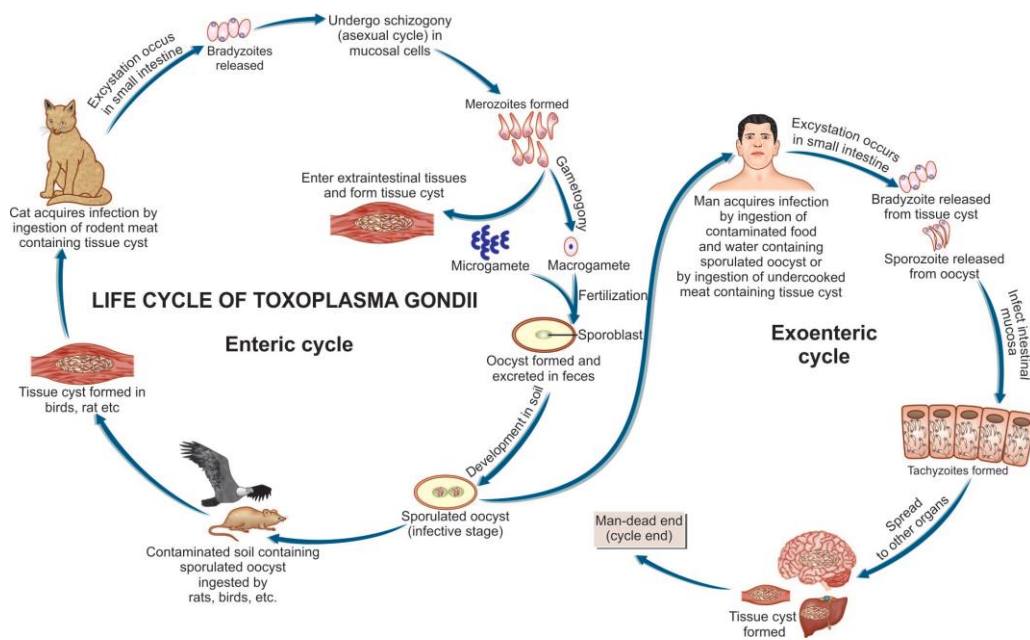 Undergo schizogony
(asexual cycle) in
mucosal cells
Bradyzoites
released
Excystation occurs
in small intestine
Merozoites formed
Gametogony
Enter extraintestinal tissues
and form tissue cyst
Cat acquires infection by
ingestion of rodent meat
containing tissue cyst
Microgamete
Macrogamete
LIFE CYCLE OF TOXOPLASMA GONDII
Fertilization
Enteric cycle
Sporoblast
Oocyst formed and
excreted in feces
Tissue cyst formed in
birds, rat etc
Development in soil
Sporulated oocyst
(infective stage)
Contaminated soil containing
sporulated oocyst
ingested by
rats, birds, etc.
Excystation occurs
in small intestine
Man acquires infection
by ingestion of
contaminated food
and water containing
sporulated oocyst or
by ingestion of undercooked
meat containing tissue cyst
Bradyzoite released
from tissue cyst
Sporozoite released
from oocyst
Exoenteric
cycle
Infect intestinal
mucosa
Tachyzoites formed
Spread
to other organs
Man-dead end
(cycle end)
Tissue cyst
formed